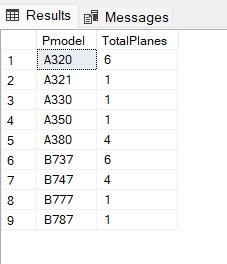 Results Messages
Pmodel TotalPlanes
1 A320 6
2 A321 1
3 A330 1
4 A350 1
5 A380 4
6 B737 6
7 B747 4
8 B777 1
9 B787 1